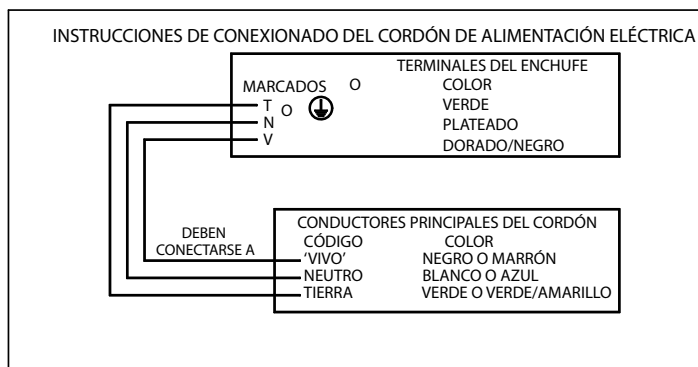 INSTRUCCIONES DE CONEXIONADO DEL CORDÓN DE ALIMENTACIÓN ELÉCTRICA
TERMINALES DEL ENCHUFE
MARCADOS O COLOR
T O VERDE
N PLATEADO
V DORADO/NEGRO
DEBEN
CONECTARSE A
CONDUCTORES PRINCIPALES DEL CORDÓN
CÓDIGO COLOR
'VIVO' NEGRO O MARRÓN
NEUTRO BLANCO O AZUL
TIERRA VERDE O VERDE/AMARILLO